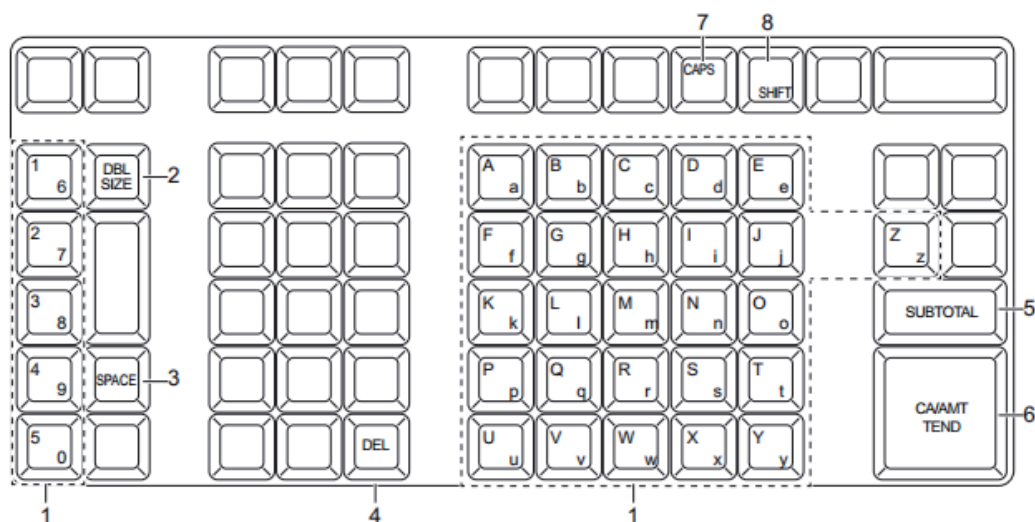 7 8
CAPS
SHIFT
1 6
DBL
SIZE
2
A a B b C c D d E e
2 7
F f G g H h I i J j
Z z
3 8
K k L l M m N n O o
SUBTOTAL
5
4 9
SPACE
3
P p Q q R r S s T t
CA/AMT
TEND
6
5 0
DEL
U u V v W w X x Y y
1 4 1